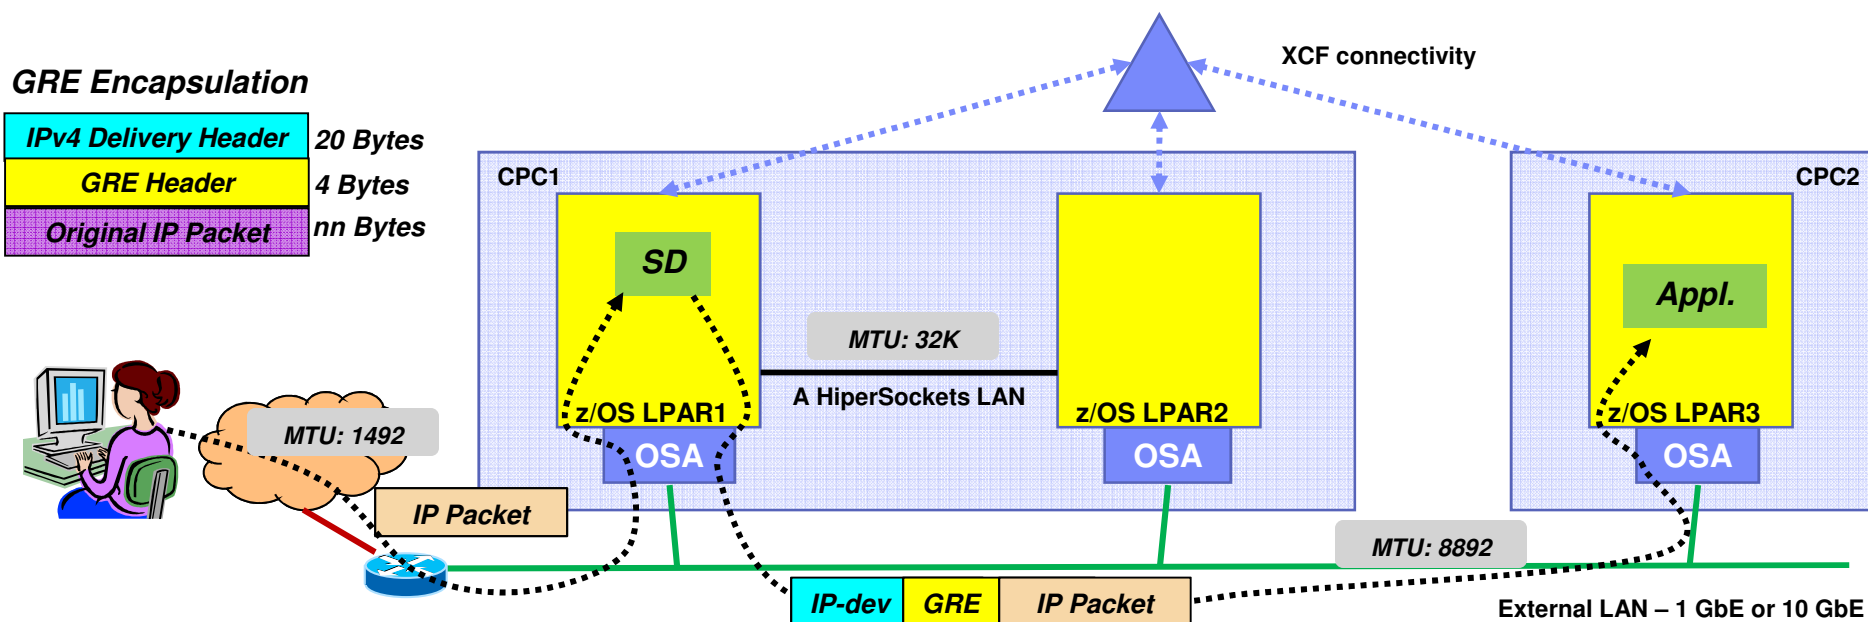 GRE Encapsulation
IPv4 Delivery Header
20 Bytes
GRE Header
4 Bytes
Original IP Packet
nn Bytes
XCF connectivity
CPC1
CPC2
SD
Appl.
MTU: 32K
A HiperSockets LAN
z/OS LPAR1
z/OS LPAR2
z/OS LPAR3
MTU: 1492
OSA
OSA
OSA
IP Packet
MTU: 8892
IP-dev
GRE
IP Packet
External LAN – 1 GbE or 10 GbE